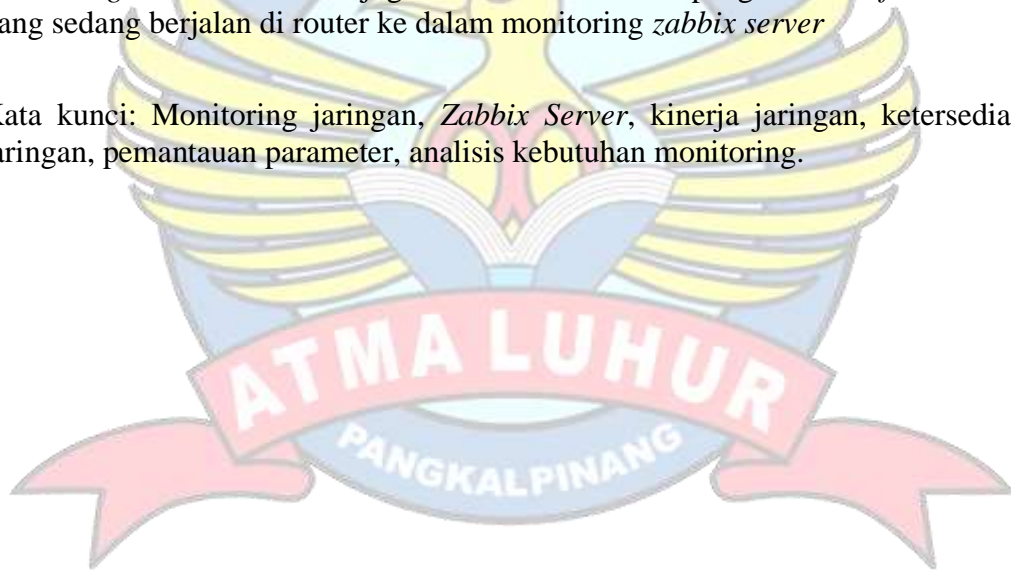 yang sedang berjalan di router ke dalam monitoring zabbix server
Kata kunci: Monitoring jaringan, Zabbix Server, kinerja jaringan, ketersedia
jaringan, pemantauan parameter, analisis kebutuhan monitoring.
ATMA LUHUR
PANGKALPINANG